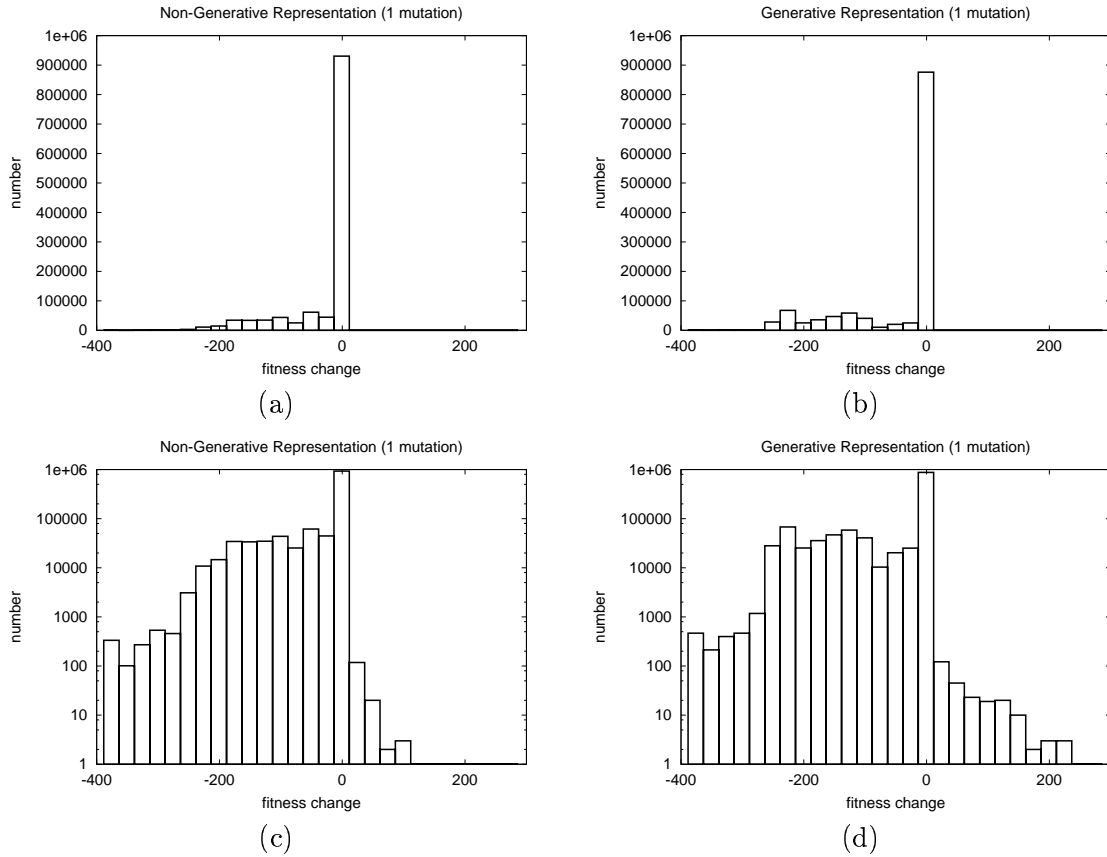 Non-Generative Representation (1 mutation)
1e+06
900000
800000
700000
600000
500000
400000
300000
200000
100000
0
number
-400
-200
0
200
fitness change
(a)
Generative Representation (1 mutation)
1e+06
900000
800000
700000
600000
500000
400000
300000
200000
100000
0
number
-400
-200
0
200
fitness change
(b)
Non-Generative Representation (1 mutation)
1e+06
100000
10000
1000
100
10
1
number
-400
-200
0
200
fitness change
(c)
Generative Representation (1 mutation)
1e+06
100000
10000
1000
100
10
1
number
-400
-200
0
200
fitness change
(d)